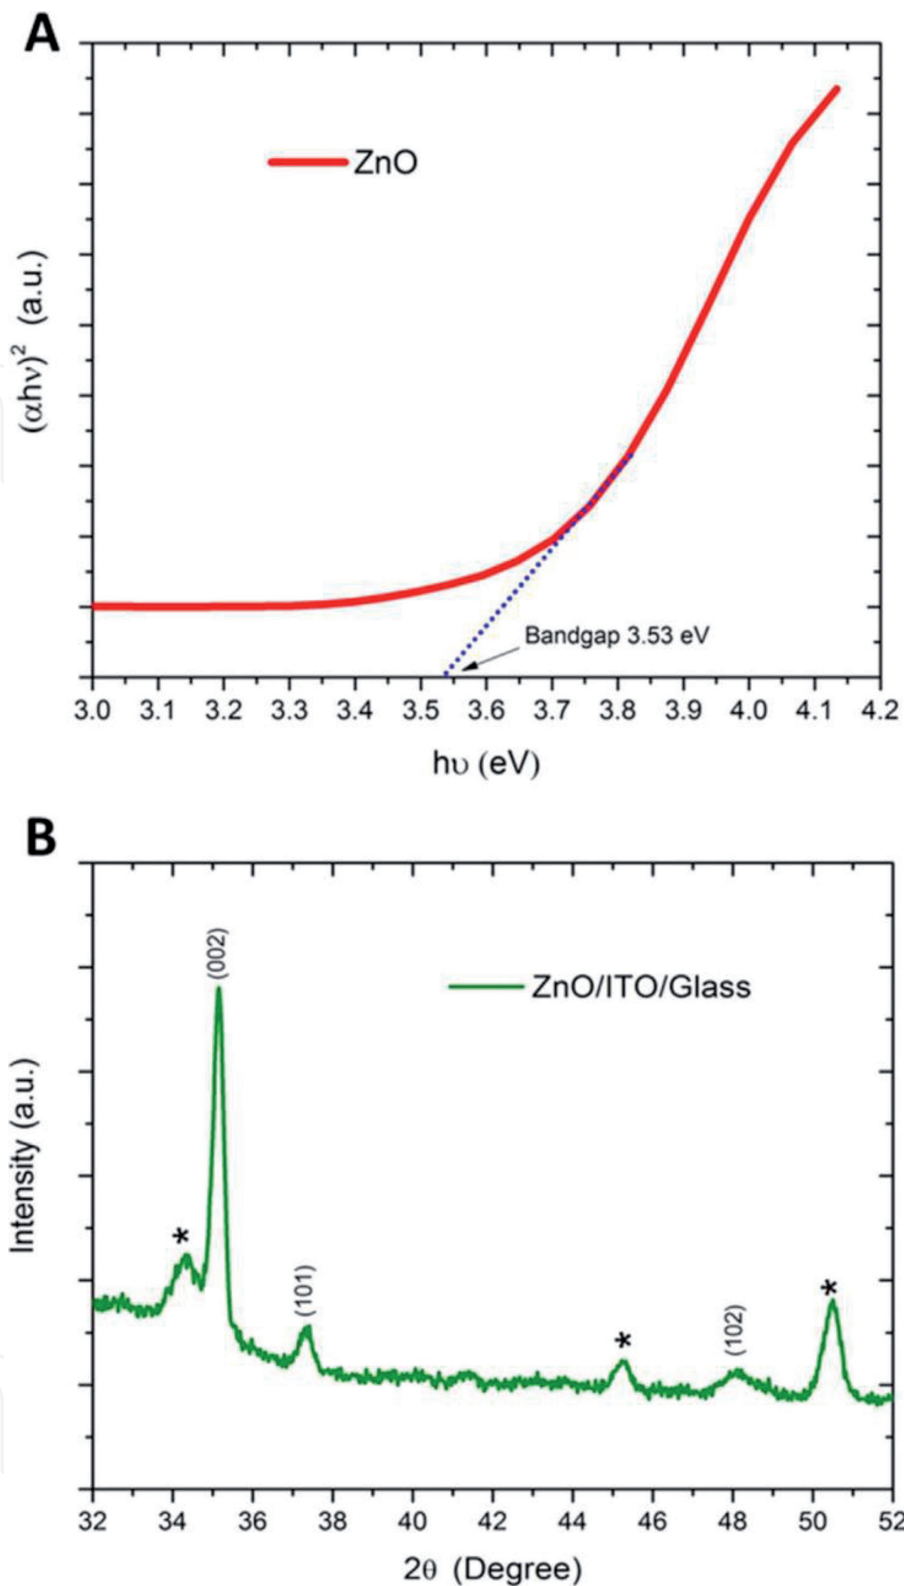 A
ZnO
(αhν)² (a.u.)
Bandgap 3.53 eV
3.0 3.1 3.2 3.3 3.4 3.5 3.6 3.7 3.8 3.9 4.0 4.1 4.2
hυ (eV)
B
(002)
ZnO/ITO/Glass
Intensity (a.u.)
*
(101)
*
(102)
*
32 34 36 38 40 42 44 46 48 50 52
2θ (Degree)